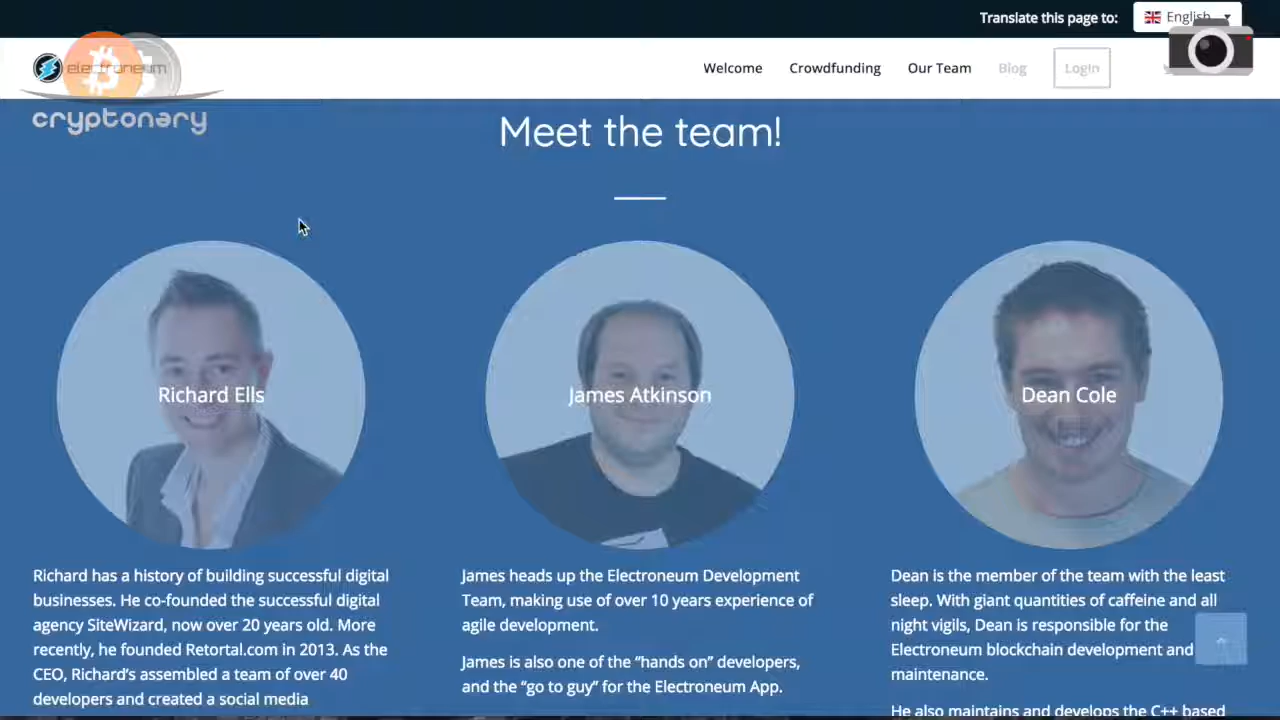 Translate this page to:
English
electroneum
Welcome
Crowdfunding
Our Team
Blog
Login
cryptonary
Meet the team!
Richard Ells
James Atkinson
Dean Cole
Richard has a history of building successful digital
businesses. He co-founded the successful digital
agency SiteWizard, now over 20 years old. More
recently, he founded Retortal.com in 2013. As the
CEO, Richard's assembled a team of over 40
developers and created a social media
James heads up the Electroneum Development
Team, making use of over 10 years experience of
agile development.
James is also one of the “hands on” developers,
and the “go to guy” for the Electroneum App.
Dean is the member of the team with the least
sleep. With giant quantities of caffeine and all
night vigils, Dean is responsible for the
Electroneum blockchain development and
maintenance.
He also maintains and develops the C++ based